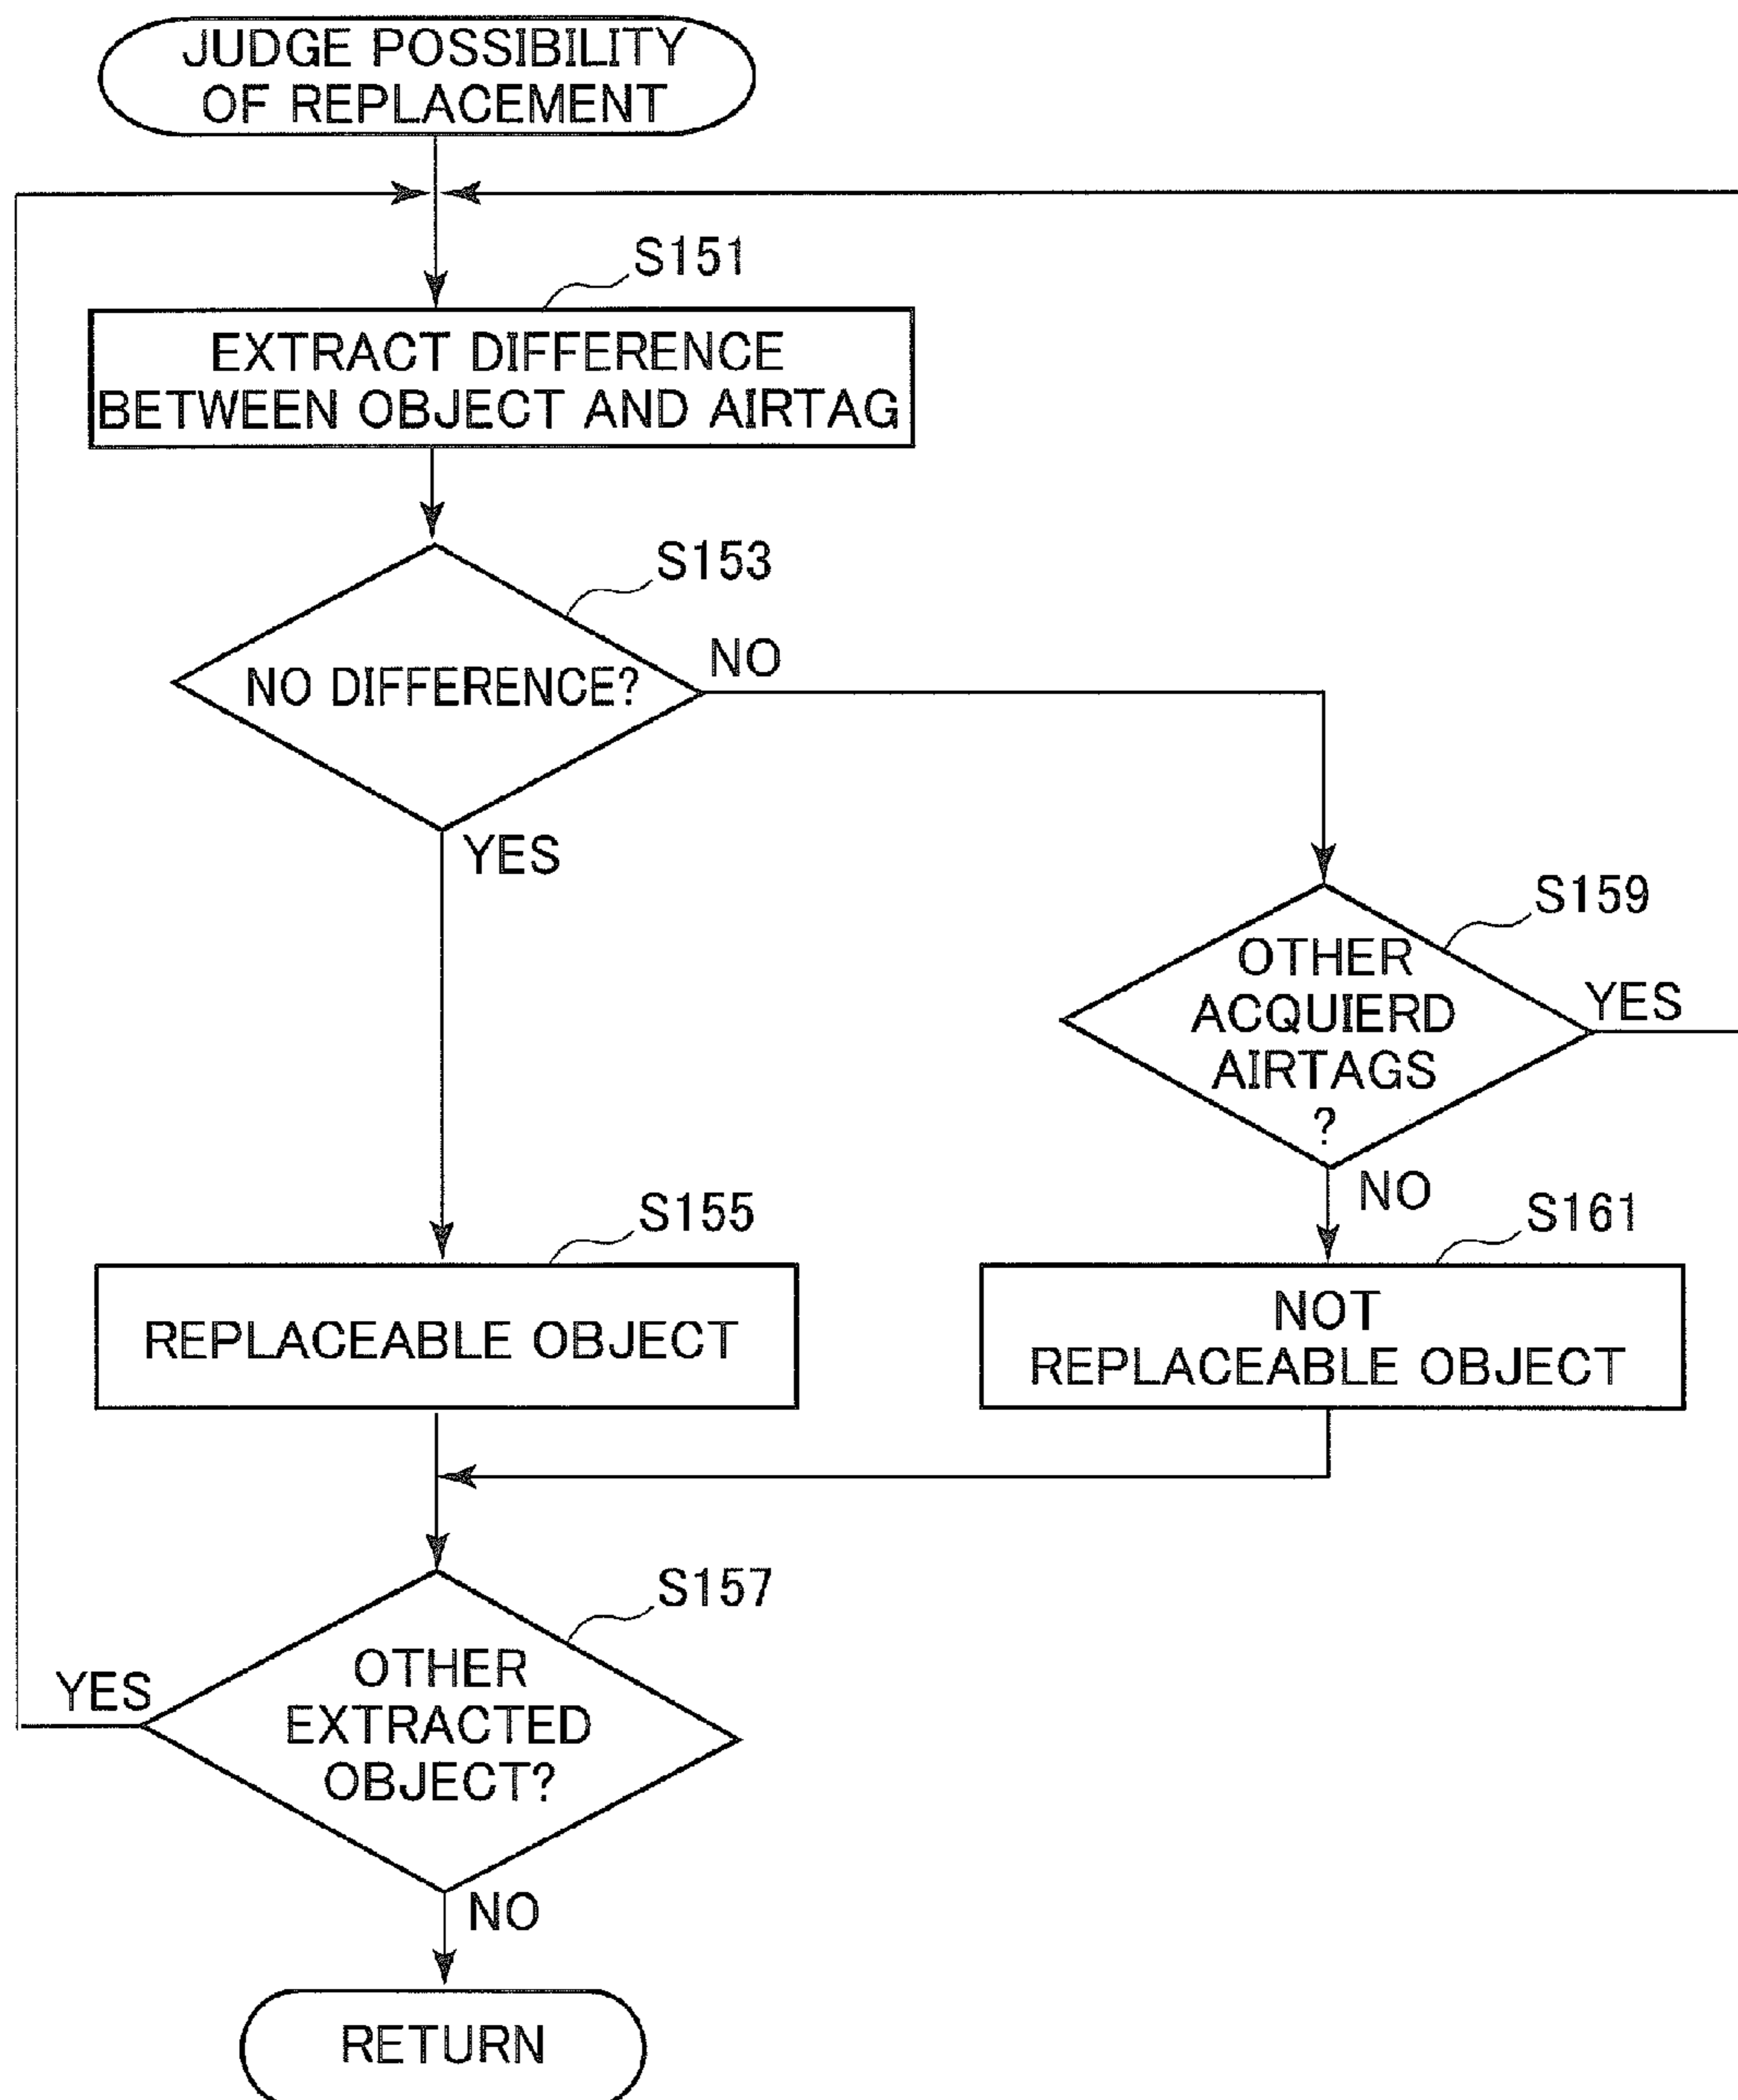 JUDGE POSSIBILITY
OF REPLACEMENT
S151
EXTRACT DIFFERENCE
BETWEEN OBJECT AND AIRTAG
S153
NO DIFFERENCE?
NO
YES
S159
OTHER
ACQUIERD
AIRTAGS
?
YES
NO
S155
REPLACEABLE OBJECT
S161
NOT
REPLACEABLE OBJECT
S157
OTHER
EXTRACTED
OBJECT?
YES
NO
RETURN